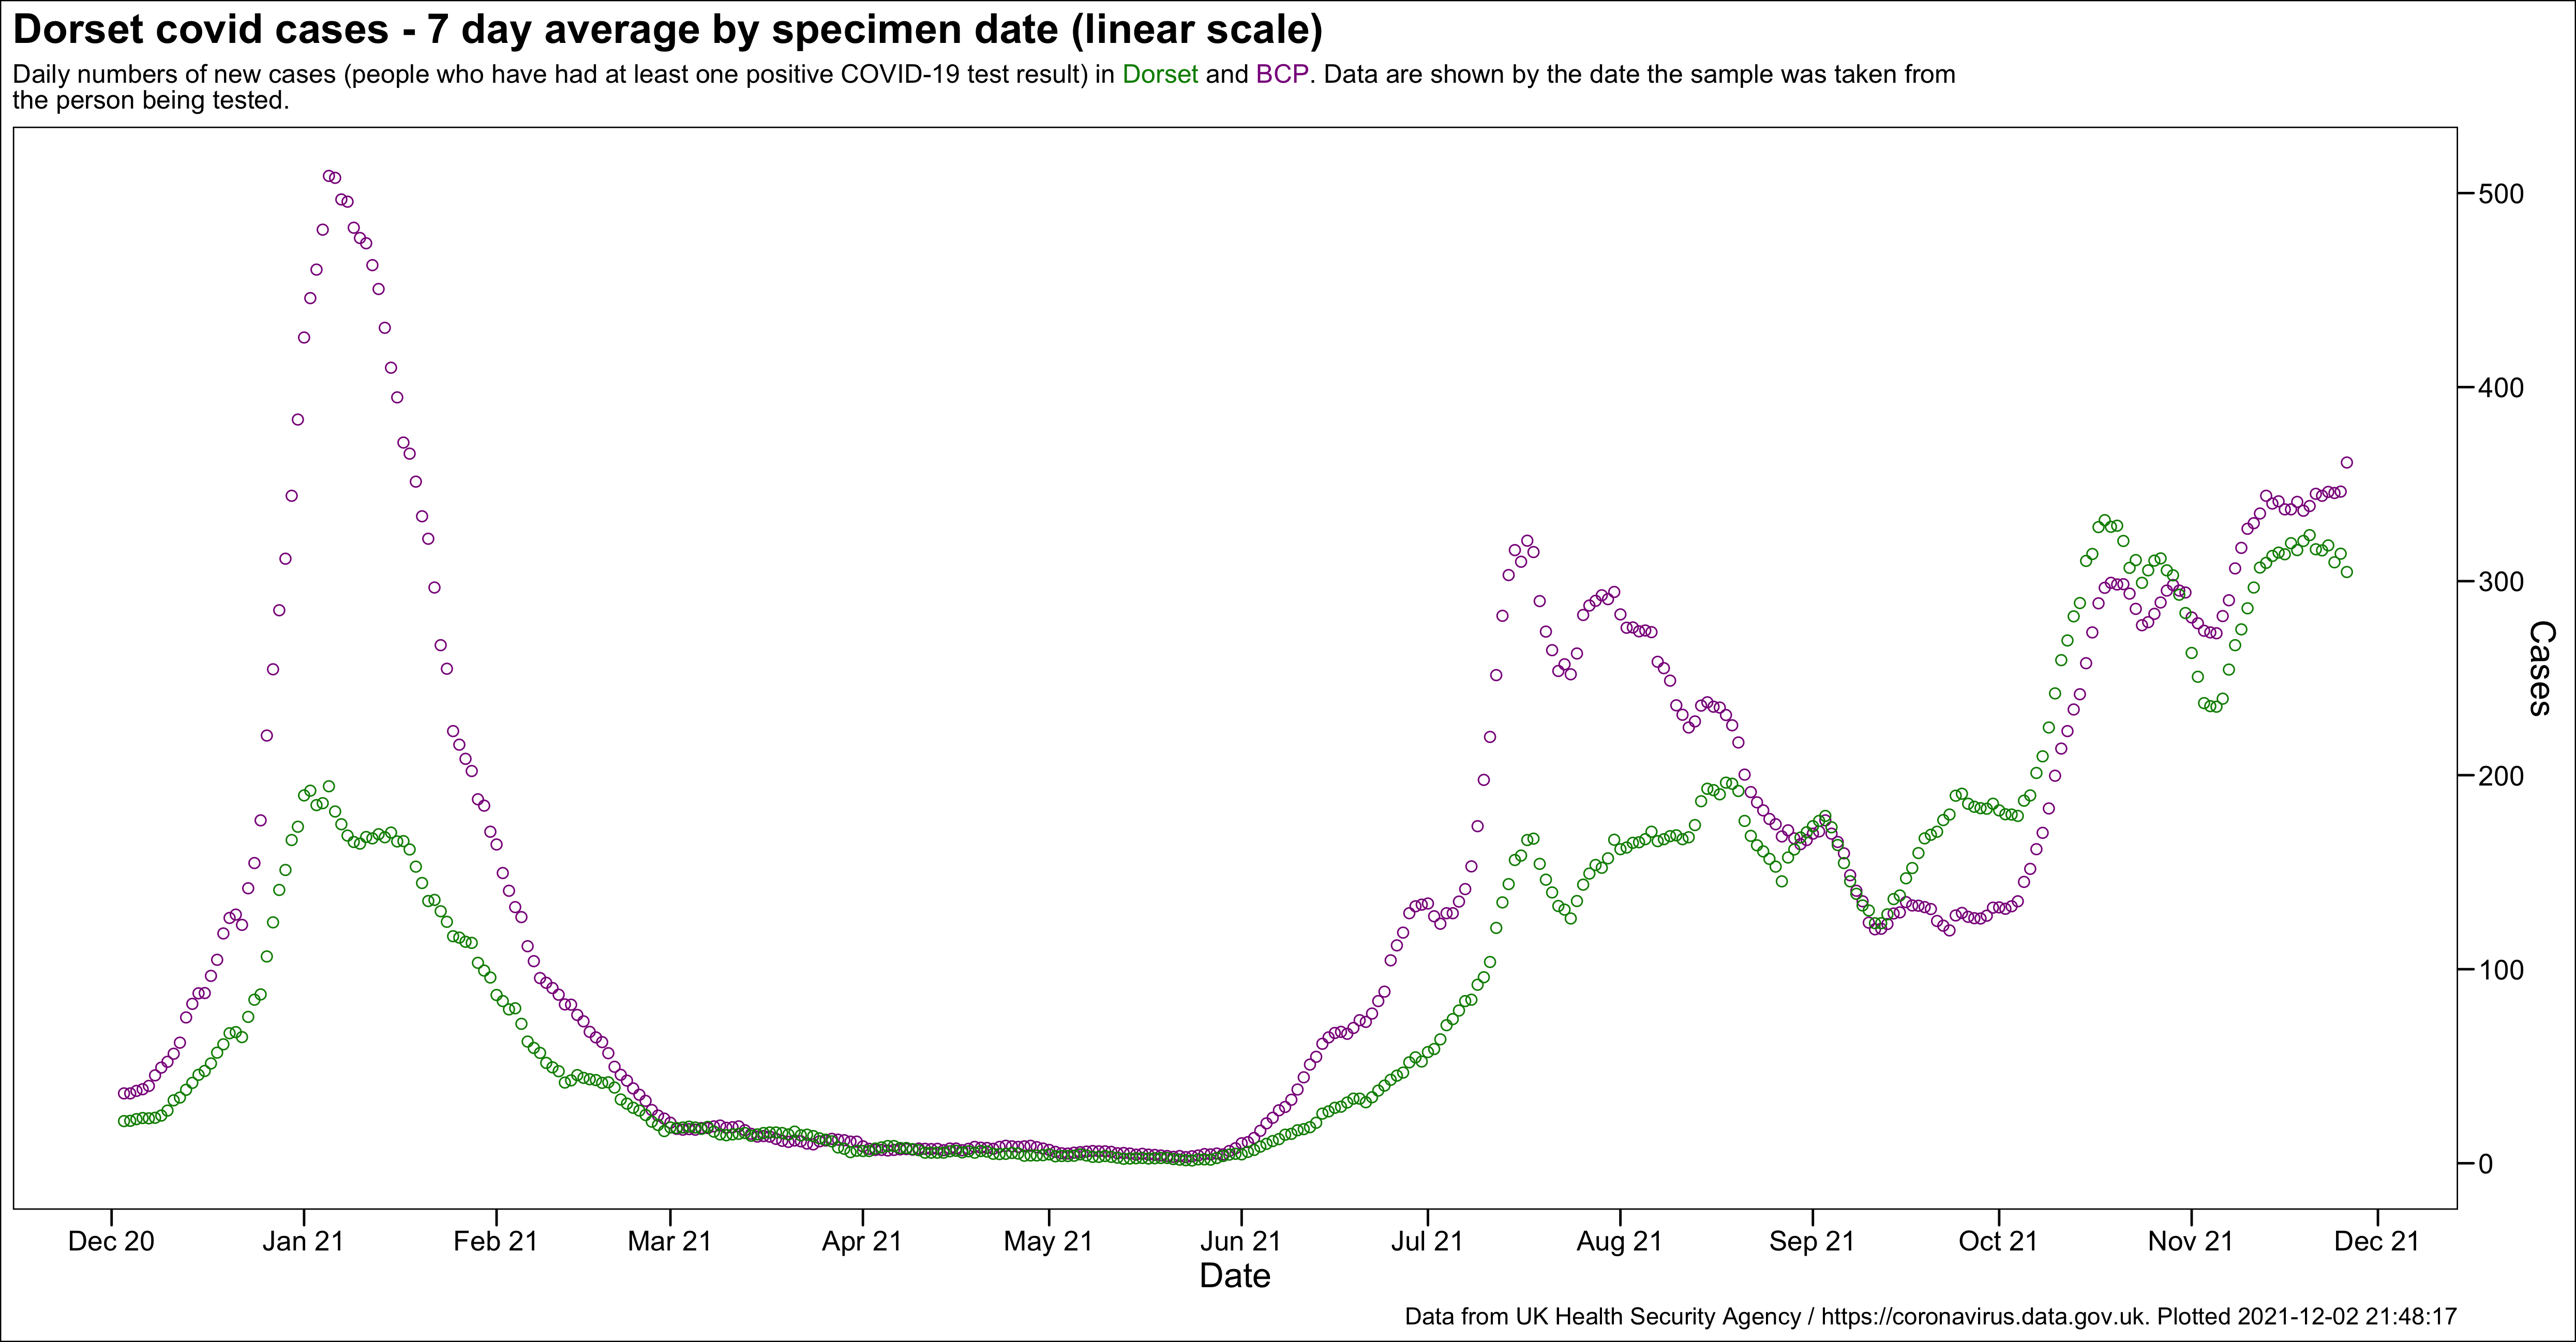 Dorset covid cases - 7 day average by specimen date (linear scale)
Daily numbers of new cases (people who have had at least one positive COVID-19 test result) in Dorset and BCP. Data are shown by the date the sample was taken from
the person being tested.
500
400
300
200
100
0
Cases
Dec 20 Jan 21 Feb 21 Mar 21 Apr 21 May 21 Jun 21 Jul 21 Aug 21 Sep 21 Oct 21 Nov 21 Dec 21
Date
Data from UK Health Security Agency / https://coronavirus.data.gov.uk. Plotted 2021-12-02 21:48:17